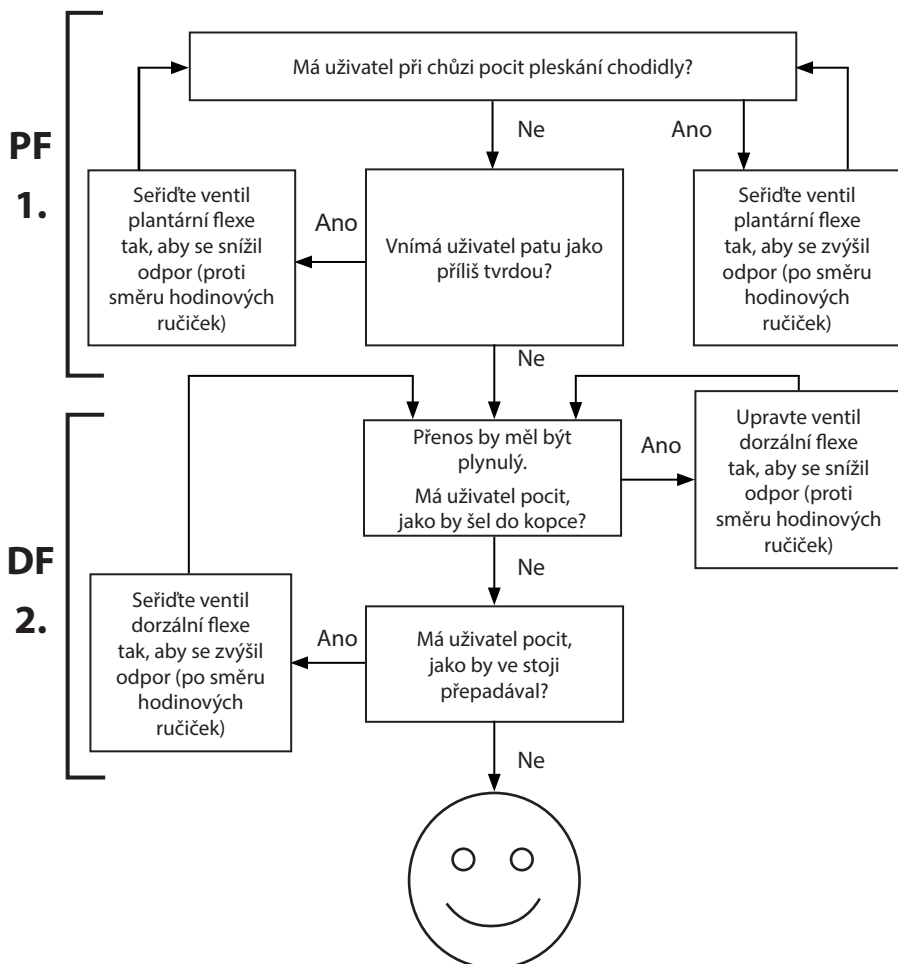 Má uživatel při chůzi pocit pleskání chodidly?
Ne
Ano
PF
1.
Seřiďte ventil
plantární flexe
tak, aby se snížil
odpor (proti
směru hodinových
ručiček)
Ano
Vnímá uživatel patu jako
příliš tvrdou?
Seřiďte ventil
plantární flexe
tak, aby se zvýšil
odpor (po směru
hodinových
ručiček)
Ne
Přenos by měl být
plynulý.
Má uživatel pocit,
jako by šel do kopce?
Ano
Upravte ventil
dorzální flexe
tak, aby se snížil
odpor (proti
směru hodinových
ručiček)
DF
2.
Ne
Seřiďte ventil
dorzální flexe
tak, aby se zvýšil
odpor (po směru
hodinových
ručiček)
Ano
Má uživatel pocit,
jako by ve stoji
přepadával?
Ne